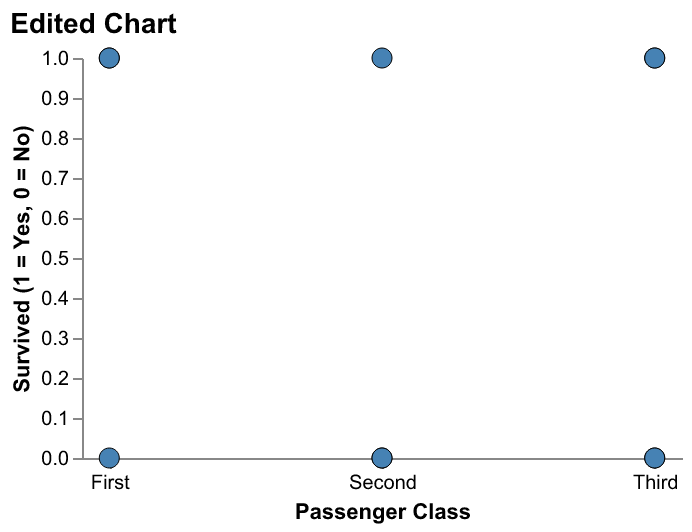 Edited Chart
1.0
0.9
0.8
0.7
0.6
0.5
0.4
0.3
0.2
0.1
0.0
Survived (1 = Yes, 0 = No)
First Second Third
Passenger Class